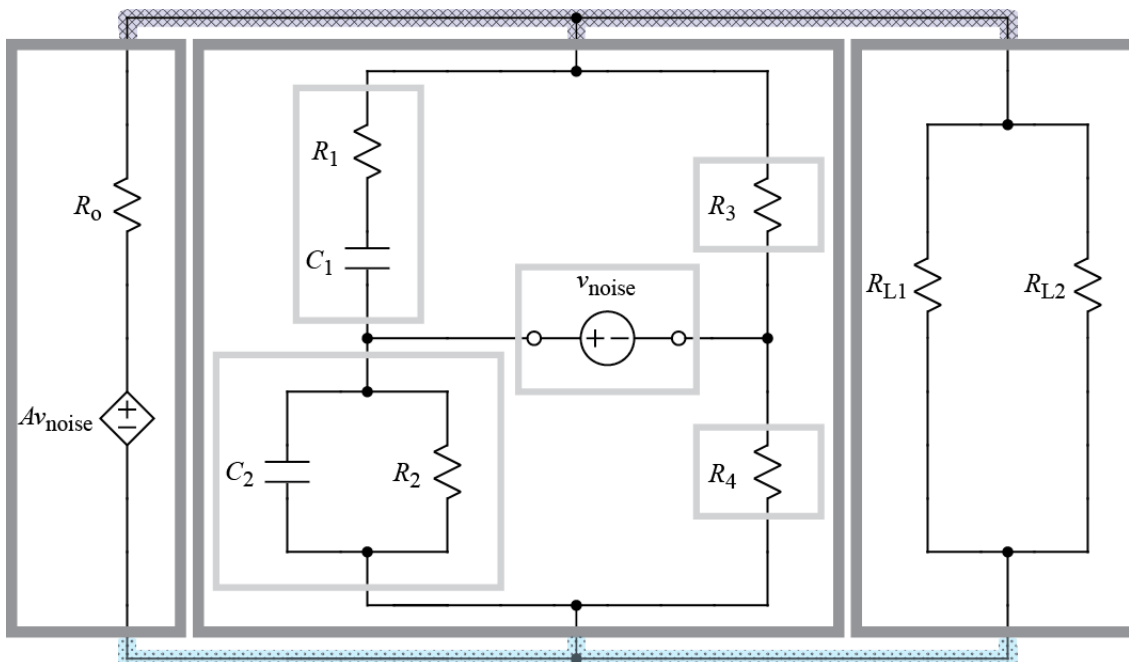 R1
Ro
R3
C1
vnoise
RL1
RL2
+ −
Avnoise
+
−
C2
R2
R4